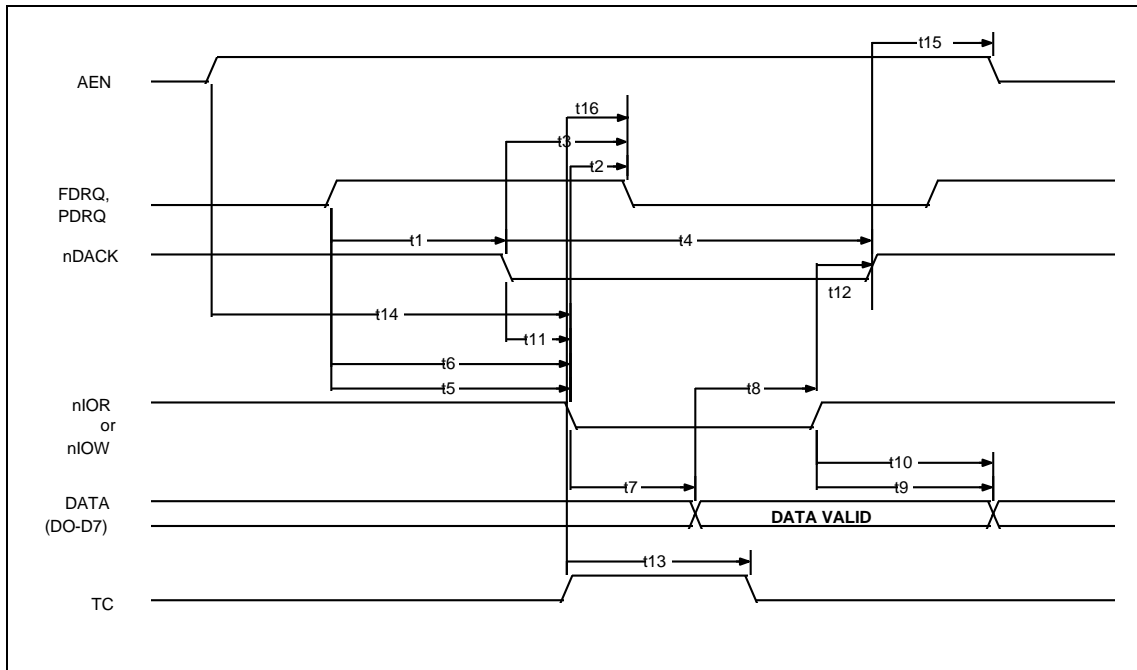 t15
AEN
t16
t3
t2
FDRQ,
PDRQ
t1
t4
nDACK
t12
t14
t11
t6
t5
t8
nIOR
or
nIOW
t10
t7
t9
DATA
(DO-D7)
DATA VALID
t13
TC